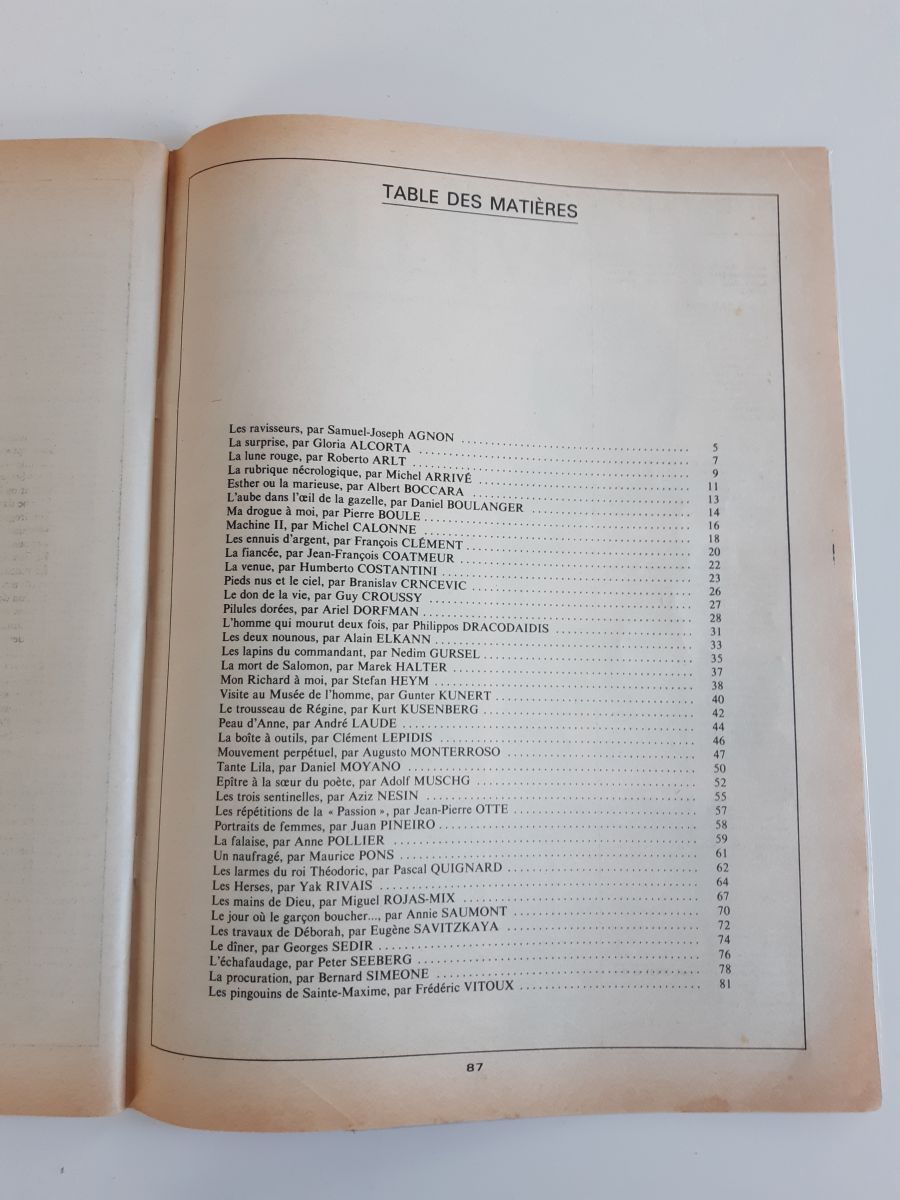 TABLE DES MATIÈRES
Les ravisseurs, par Samuel-Joseph AGNON ........ 5
La surprise, par Gloria ALCORTA ........ 7
La lune rouge, par Roberto ARLT ........ 9
La rubrique nécrologique, par Michel ARRIVÉ ........ 11
Esther ou la marieuse, par Albert BOCCARA ........ 13
L'aube dans l'œil de la gazelle, par Daniel BOULANGER ........ 14
Ma drogue à moi, par Pierre BOULE ........ 16
Machine II, par Michel CALONNE ........ 18
Les ennuis d'argent, par François CLÉMENT ........ 20
La fiancée, par Jean-François COATMEUR ........ 22
La venue, par Humberto COSTANTINI ........ 23
Pieds nus et le ciel, par Branislav CRNCEVIC ........ 26
Le don de la vie, par Guy CROUSSY ........ 27
Pilules dorées, par Ariel DORFMAN ........ 28
L'homme qui mourut deux fois, par Philippos DRACODAIDIS ........ 31
Les deux nounous, par Alain ELKANN ........ 33
Les lapins du commandant, par Nedim GURSEL ........ 35
La mort de Salomon, par Marek HALTER ........ 37
Mon Richard à moi, par Stefan HEYM ........ 38
Visite au Musée de l'homme, par Gunter KUNERT ........ 40
Le trousseau de Régine, par Kurt KUSENBERG ........ 42
Peau d'Anne, par André LAUDE ........ 44
La boîte à outils, par Clément LEPIDIS ........ 46
Mouvement perpétuel, par Augusto MONTERROSO ........ 47
Tante Lila, par Daniel MOYANO ........ 50
Epître à la sœur du poète, par Adolf MUSCHG ........ 52
Les trois sentinelles, par Aziz NESIN ........ 55
Les répétitions de la « Passion », par Jean-Pierre OTTE ........ 57
Portraits de femmes, par Juan PINEIRO ........ 58
La falaise, par Anne POLLIER ........ 59
Un naufragé, par Maurice PONS ........ 61
Les larmes du roi Théodoric, par Pascal QUIGNARD ........ 62
Les Herses, par Yak RIVAIS ........ 64
Les mains de Dieu, par Miguel ROJAS-MIX ........ 67
Le jour où le garçon boucher..., par Annie SAUMONT ........ 70
Les travaux de Déborah, par Eugène SAVITZKAYA ........ 72
Le dîner, par Georges SEDIR ........ 74
L'échafaudage, par Peter SEEBERG ........ 76
La procuration, par Bernard SIMEONE ........ 78
Les pingouins de Sainte-Maxime, par Frédéric VITOUX ........ 81
87